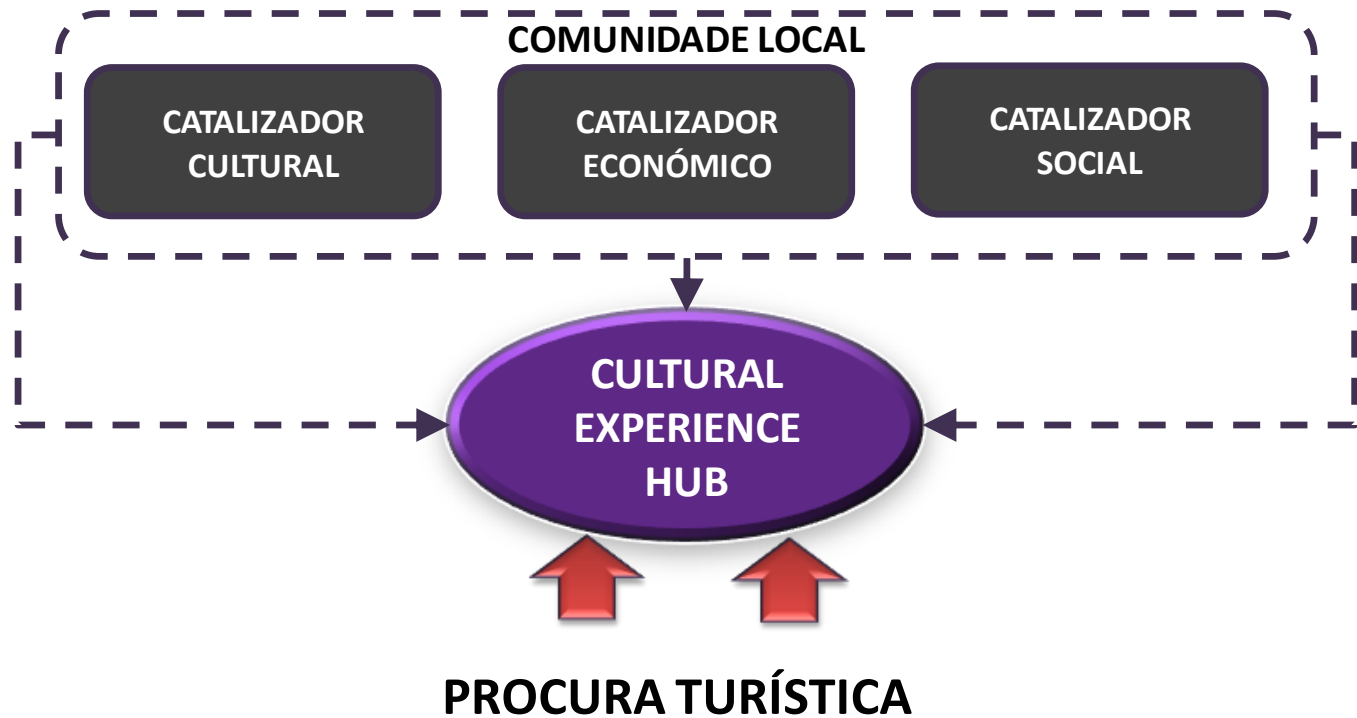 COMUNIDADE LOCAL
CATALIZADOR
CULTURAL
CATALIZADOR
ECONÓMICO
CATALIZADOR
SOCIAL
CULTURAL
EXPERIENCE
HUB
PROCURA TURÍSTICA